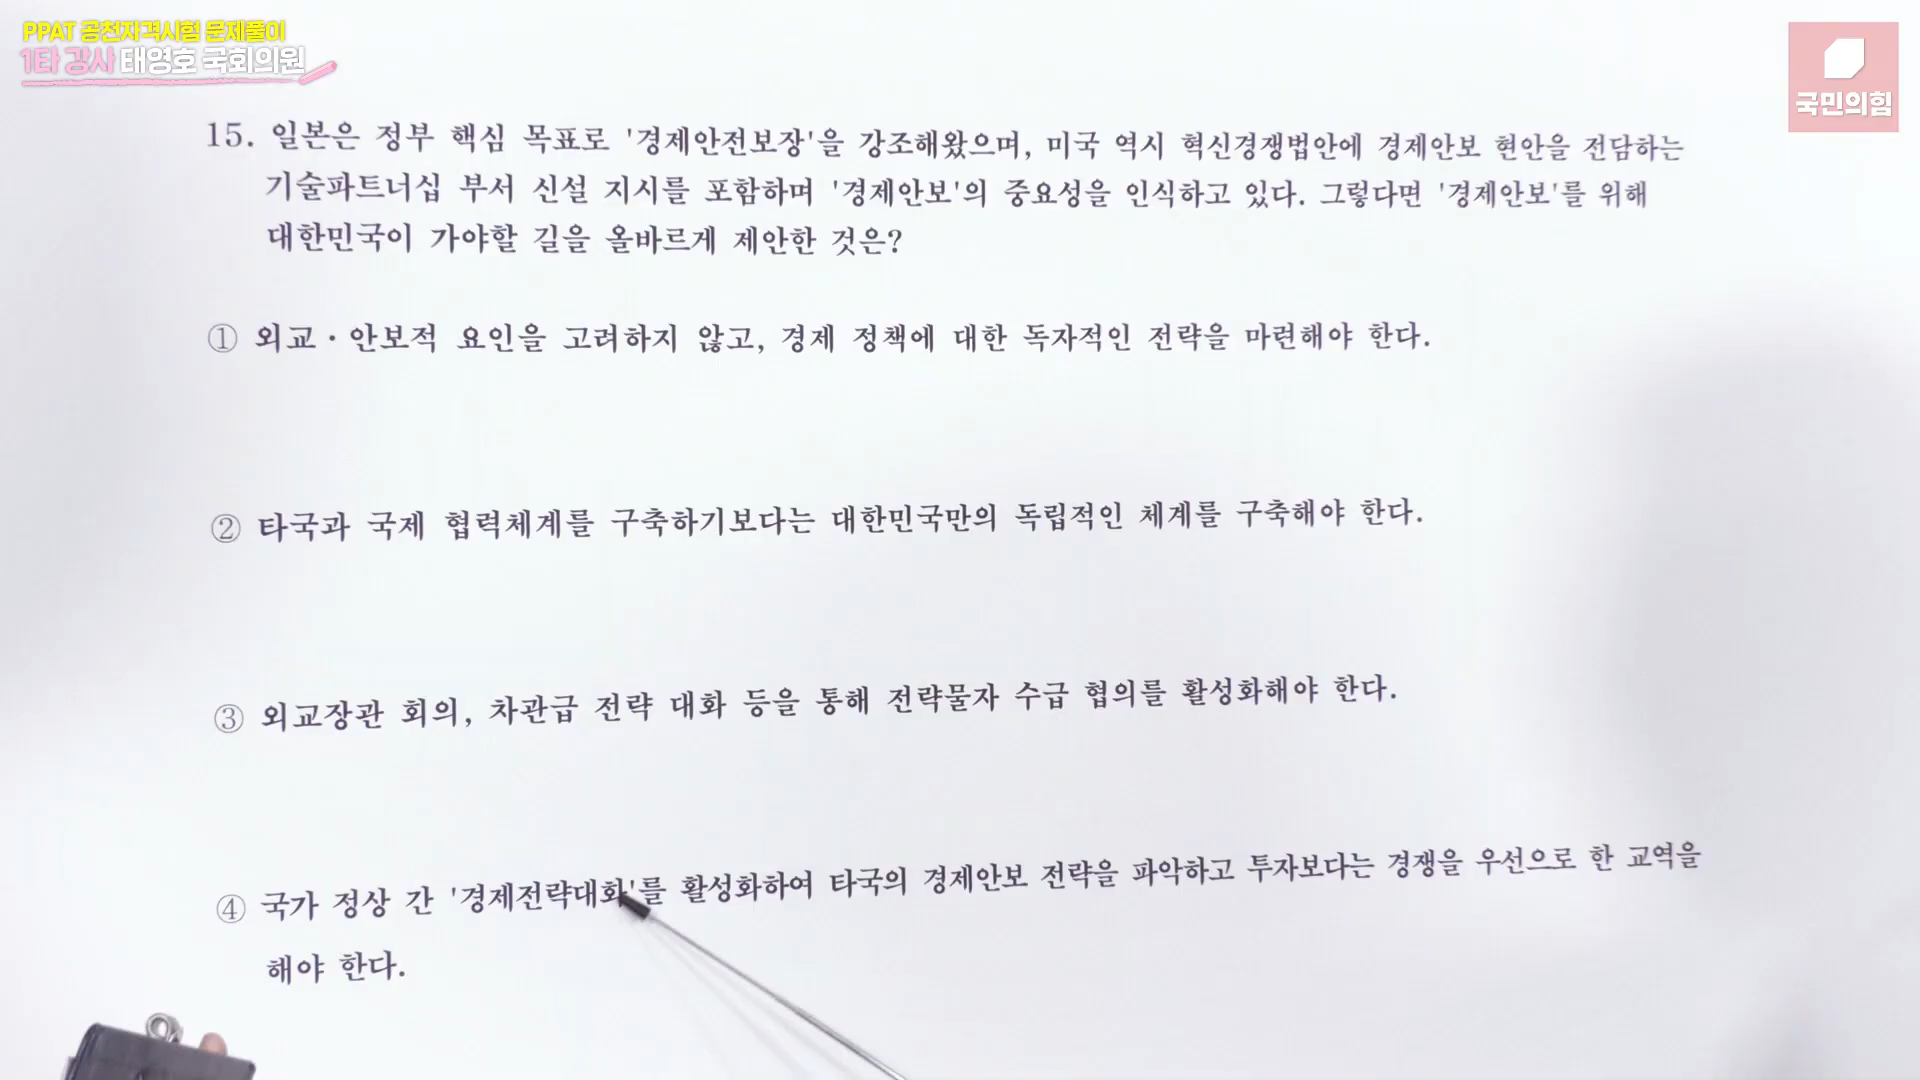 PPAT 공천자격시험 문제풀이
1타 강사 태영호 국회의원
국민의힘
15. 일본은 정부 핵심 목표로 '경제안전보장'을 강조해왔으며, 미국 역시 혁신경쟁법안에 경제안보 현안을 전담하는
기술파트너십 부서 신설 지시를 포함하며 '경제안보'의 중요성을 인식하고 있다. 그렇다면 '경제안보'를 위해
대한민국이 가야할 길을 올바르게 제안한 것은?
① 외교·안보적 요인을 고려하지 않고, 경제 정책에 대한 독자적인 전략을 마련해야 한다.
② 타국과 국제 협력체계를 구축하기보다는 대한민국만의 독립적인 체계를 구축해야 한다.
③ 외교장관 회의, 차관급 전략 대화 등을 통해 전략물자 수급 협의를 활성화해야 한다.
④ 국가 정상 간 '경제전략대화'를 활성화하여 타국의 경제안보 전략을 파악하고 투자보다는 경쟁을 우선으로 한 교역을
해야 한다.